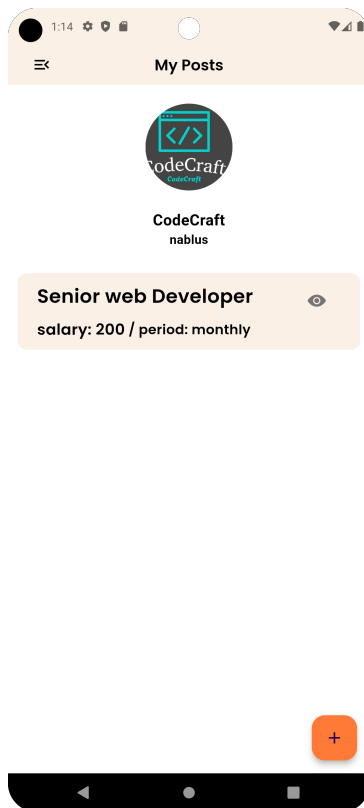 1:14
My Posts
</>
CodeCraft
CodeCraft
CodeCraft
nablus
Senior web Developer
salary: 200 / period: monthly
+